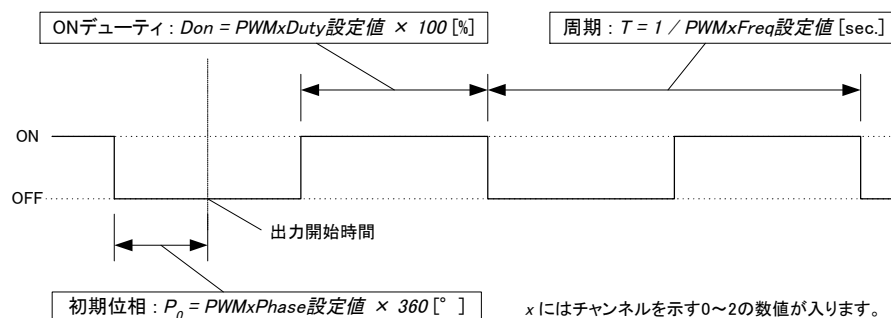 ONデューティ : Don = PWMxDuty設定値 × 100 [%]
周期 : T = 1 / PWMxFreq設定値 [sec.]
ON
OFF
出力開始時間
初期位相 : P0 = PWMxPhase設定値 × 360 [°]
x にはチャンネルを示す0～2の数値が入ります。